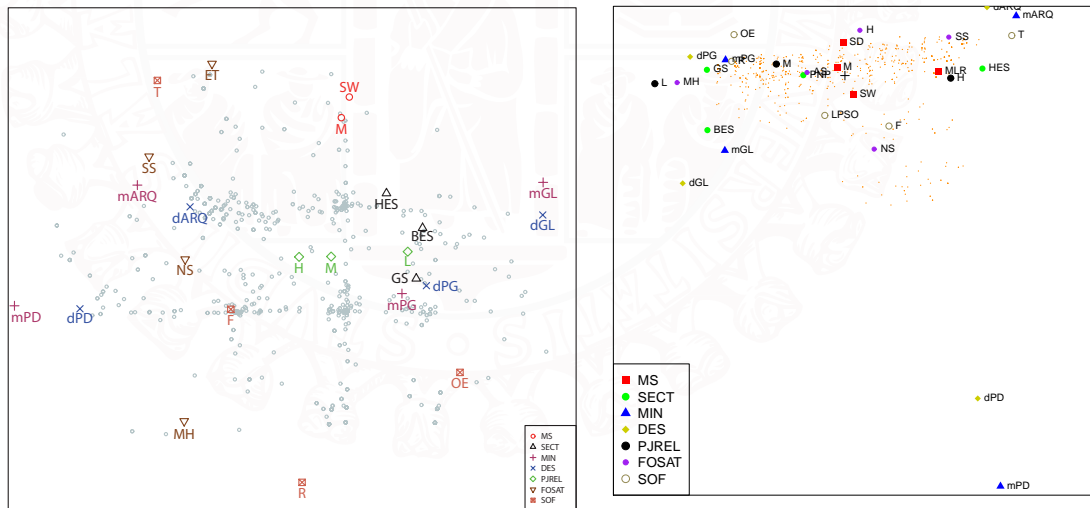 ET
T
SW
M
SS
mARQ
mGL
HES
dARQ
dGL
BES
NS
H
M
L
GS
dPG
mPG
mPD
dPD
F
OE
MH
R
MS
SECT
MIN
DES
PJREL
FOSAT
SOF
dARQ
mARQ
OE
H
SS
T
SD
dPG
mPG
R
GS
M
AS
PNP
M
MLR
H
HES
L
MH
SW
LPSO
F
BES
mGL
NS
dGL
dPD
mPD
MS
SECT
MIN
DES
PJREL
FOSAT
SOF